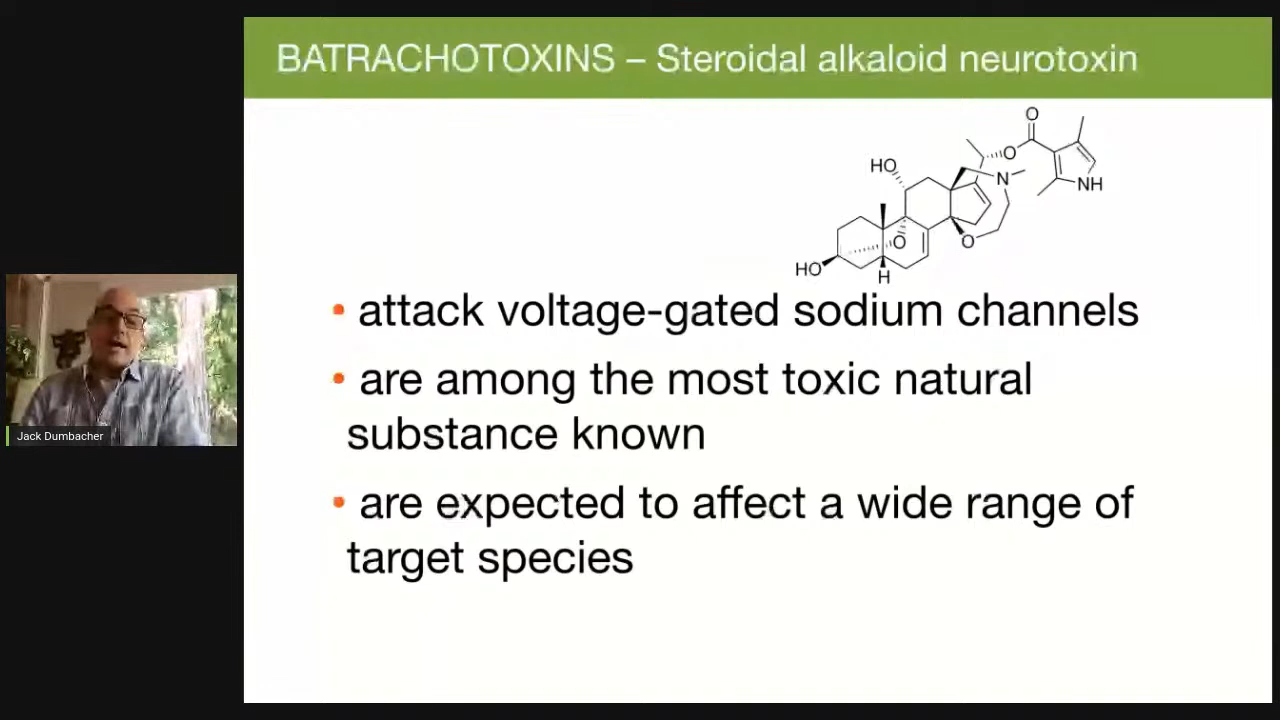 BATRACHOTOXINS – Steroidal alkaloid neurotoxin
O
O
HO
N
NH
O
O
HO
H
• attack voltage-gated sodium channels
• are among the most toxic natural
substance known
• are expected to affect a wide range of
target species
Jack Dumbacher